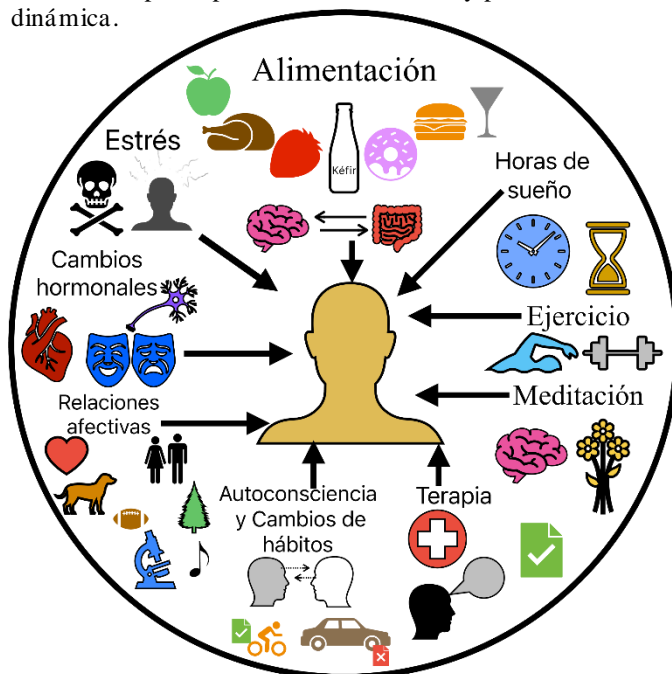 dinámica.
Alimentación
Estrés
Kéfir
Horas de
sueño
Cambios
hormonales
Ejercicio
Meditación
Relaciones
afectivas
Autoconsciencia
y Cambios de
hábitos
Terapia